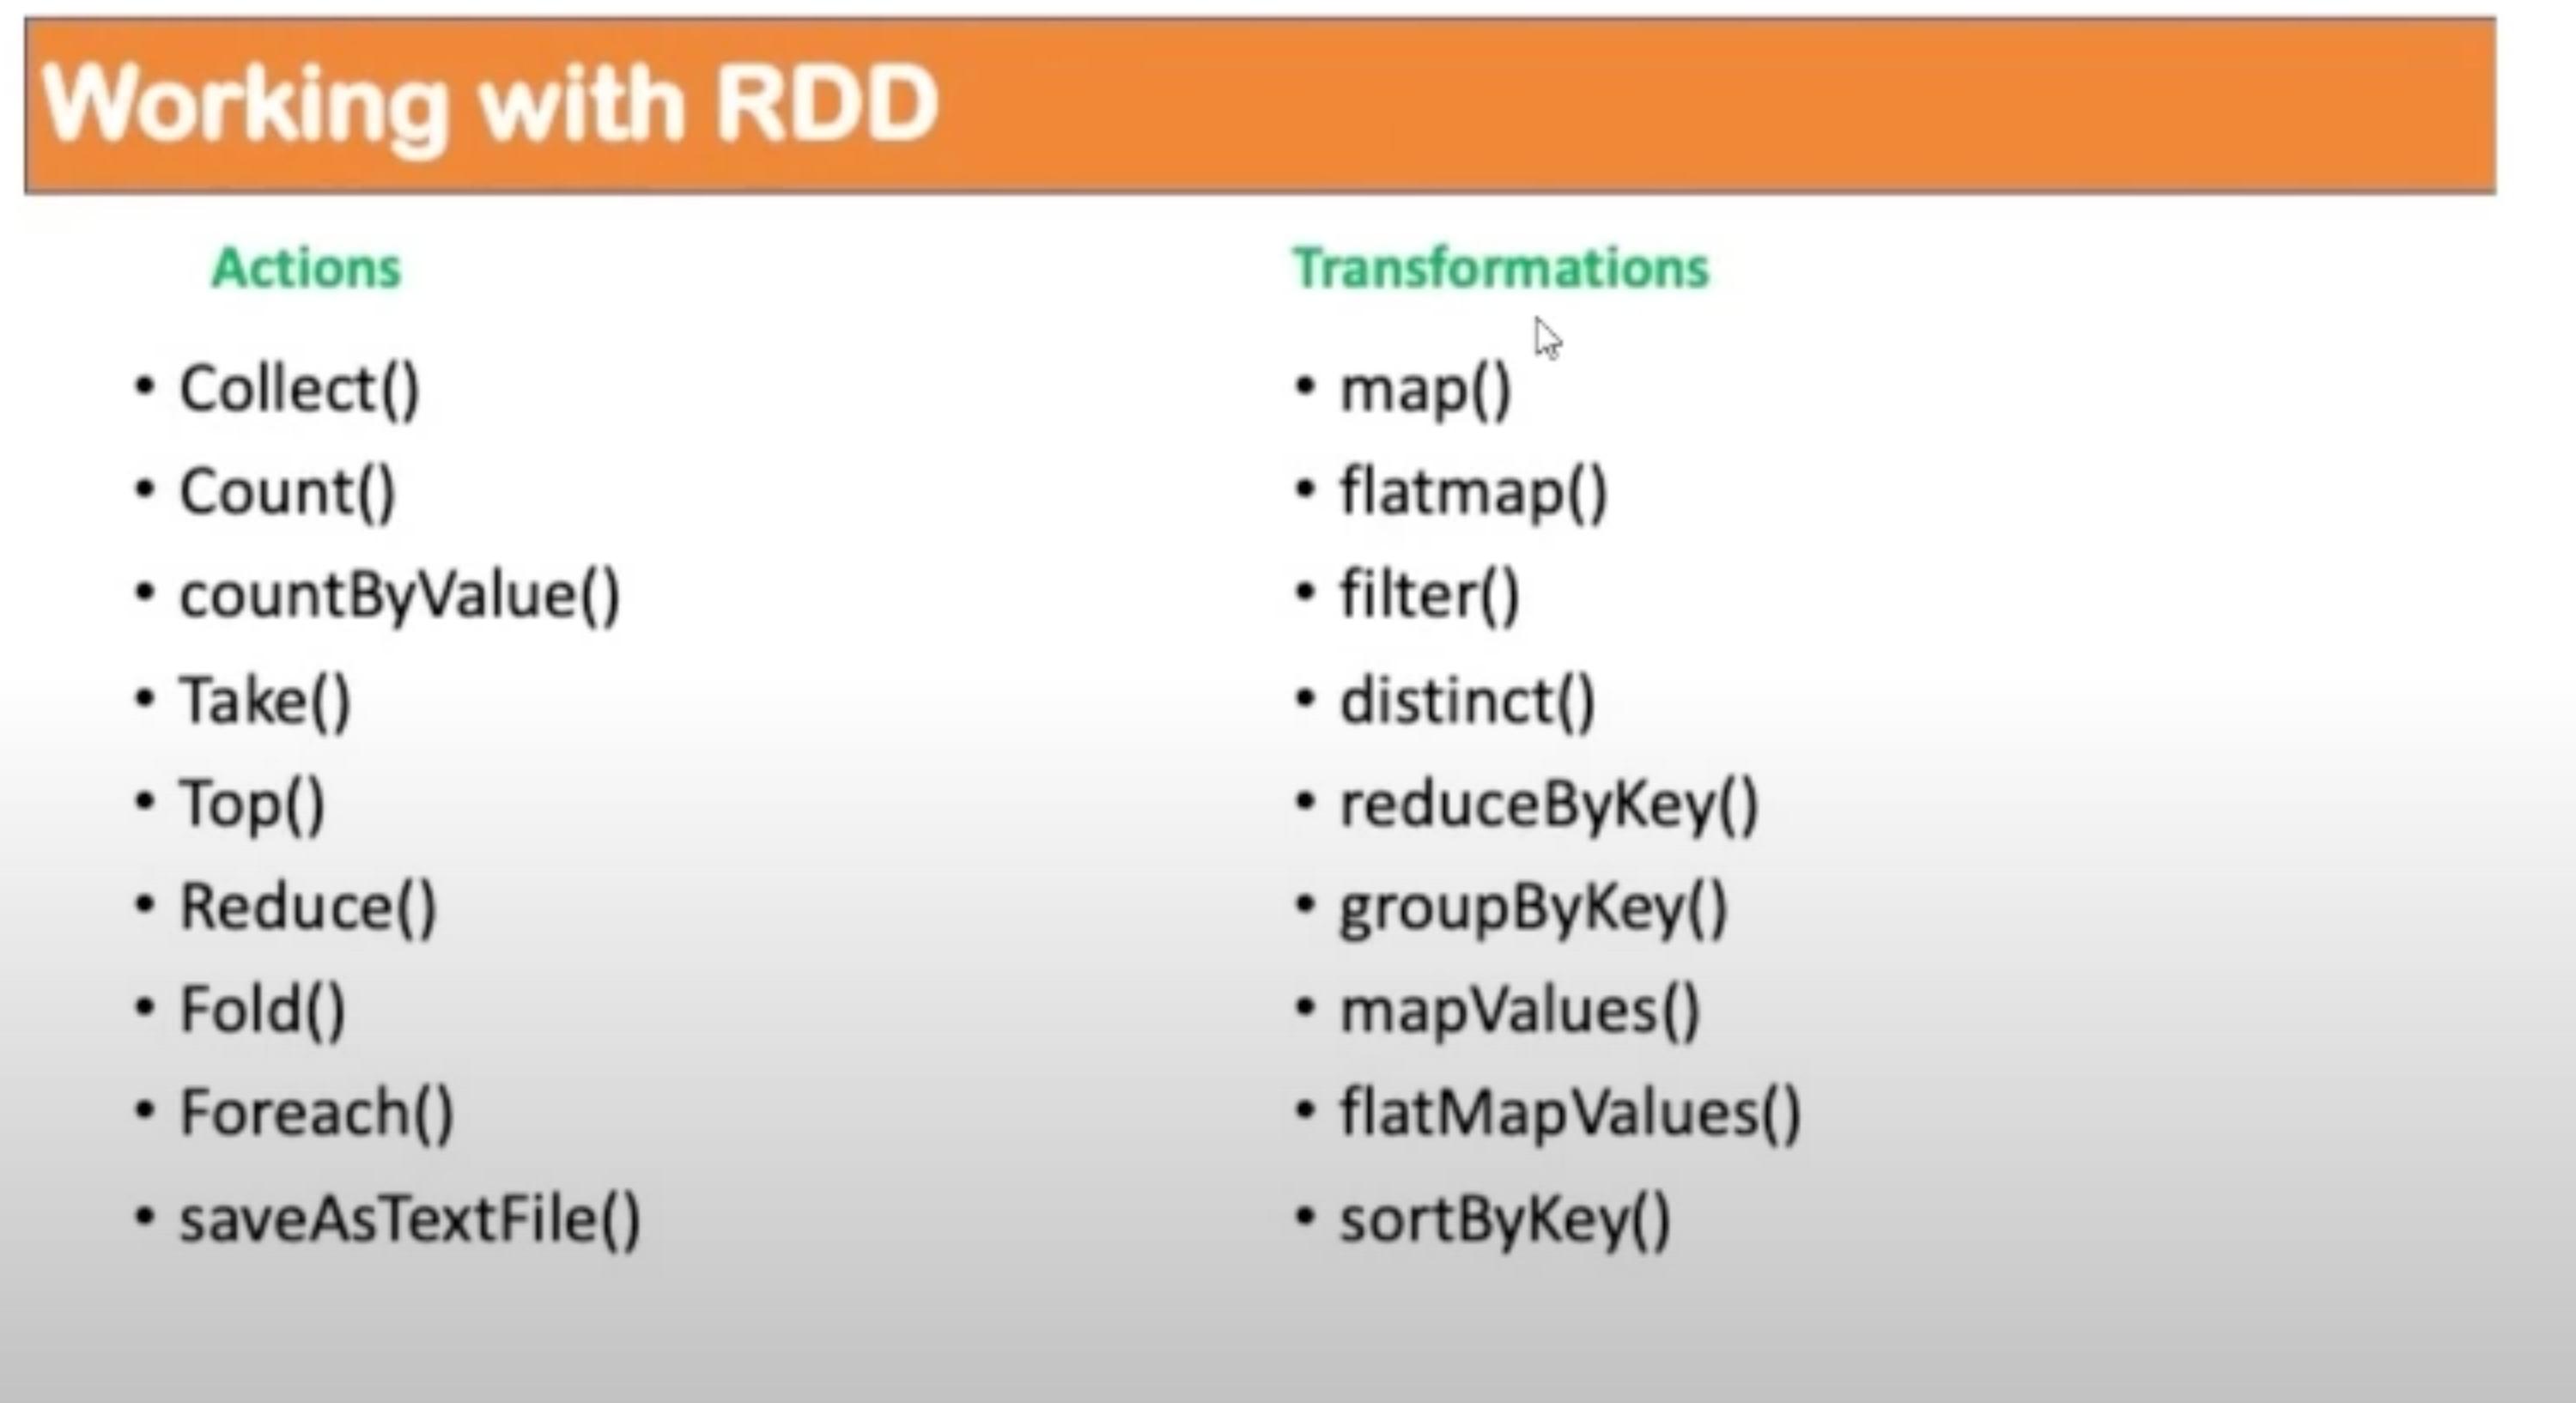 Working with RDD
Actions
• Collect()
• Count()
• countByValue()
• Take()
• Top()
• Reduce()
• Fold()
• Foreach()
• saveAsTextFile()
Transformations
• map()
• flatmap()
• filter()
• distinct()
• reduceByKey()
• groupByKey()
• mapValues()
• flatMapValues()
• sortByKey()